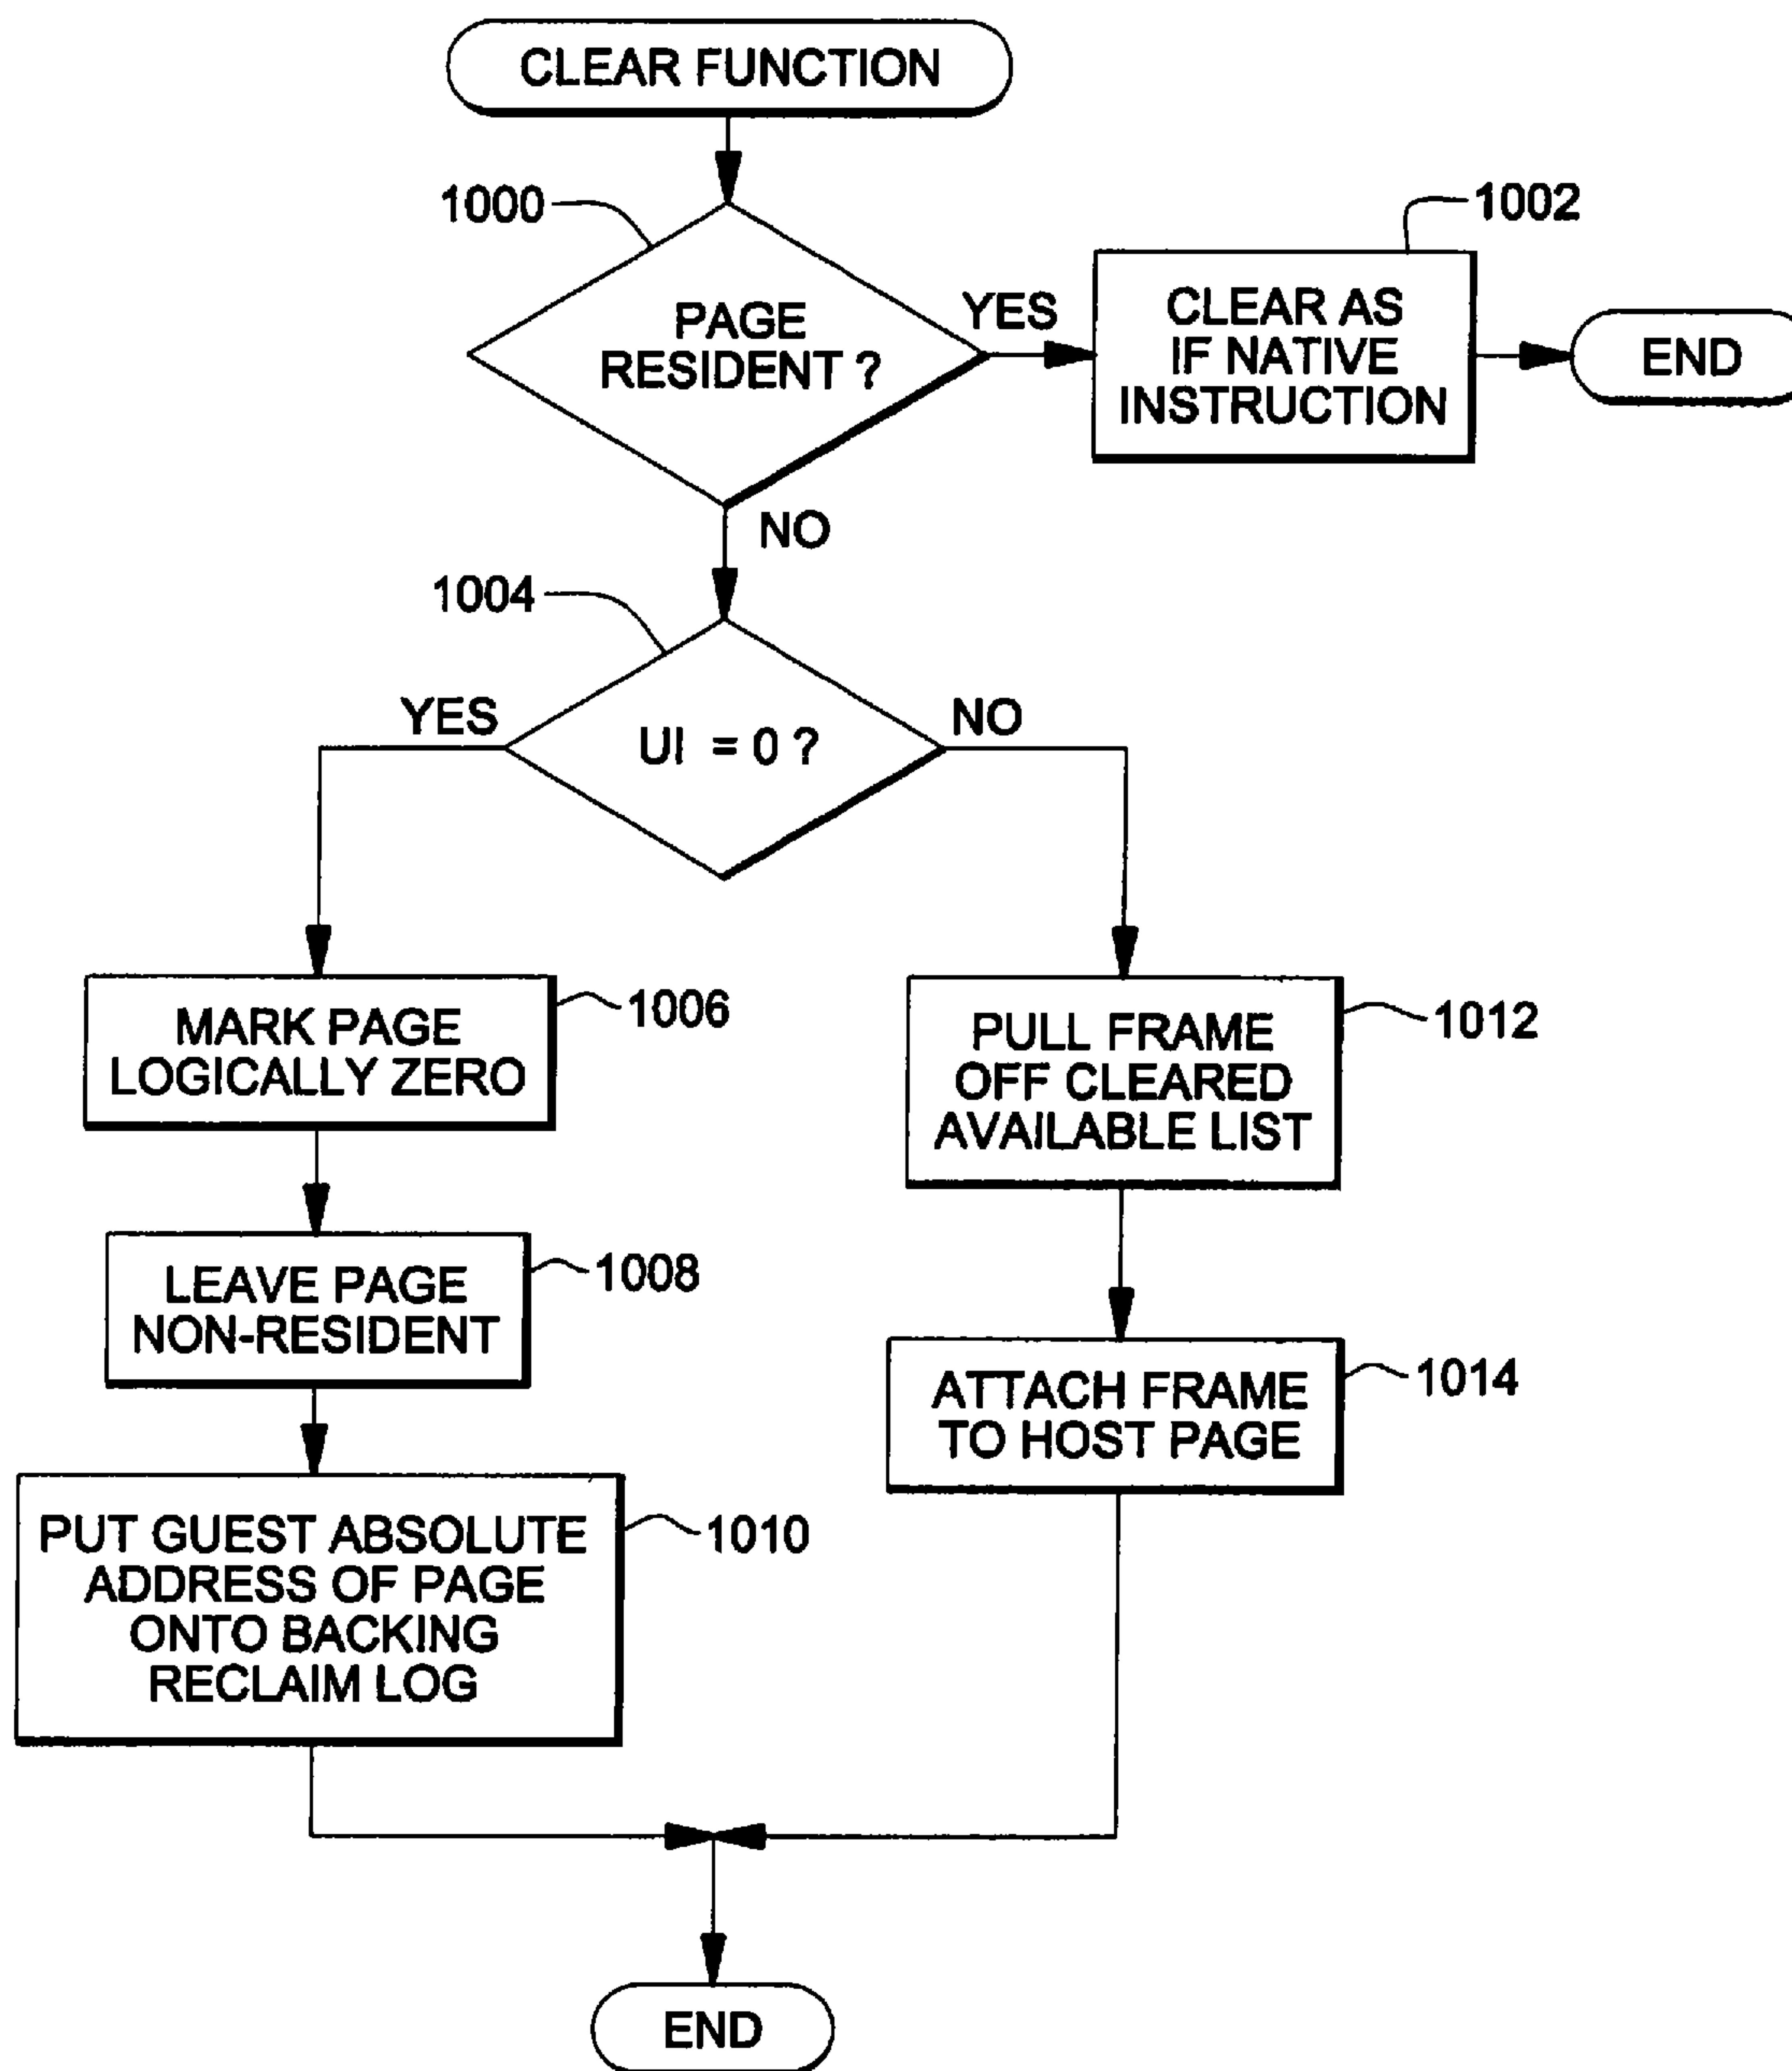 CLEAR FUNCTION
1000
1002
PAGE
RESIDENT ?
YES
CLEAR AS
IF NATIVE
INSTRUCTION
END
NO
1004
YES
NO
UI = 0 ?
MARK PAGE
LOGICALLY ZERO
1006
PULL FRAME
OFF CLEARED
AVAILABLE LIST
1012
LEAVE PAGE
NON-RESIDENT
1008
ATTACH FRAME
TO HOST PAGE
1014
PUT GUEST ABSOLUTE
ADDRESS OF PAGE
ONTO BACKING
RECLAIM LOG
1010
END